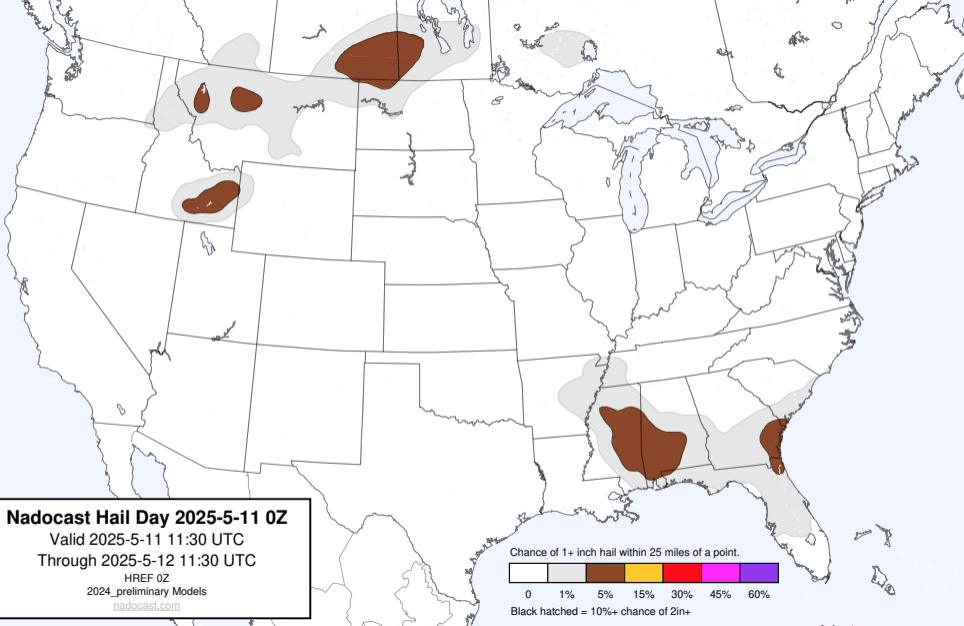 Nadocast Hail Day 2025-5-11 0Z
Valid 2025-5-11 11:30 UTC
Through 2025-5-12 11:30 UTC
HREF 0Z
2024_preliminary Models
nadocast.com
Chance of 1+ inch hail within 25 miles of a point.
0 1% 5% 15% 30% 45% 60%
Black hatched = 10%+ chance of 2in+